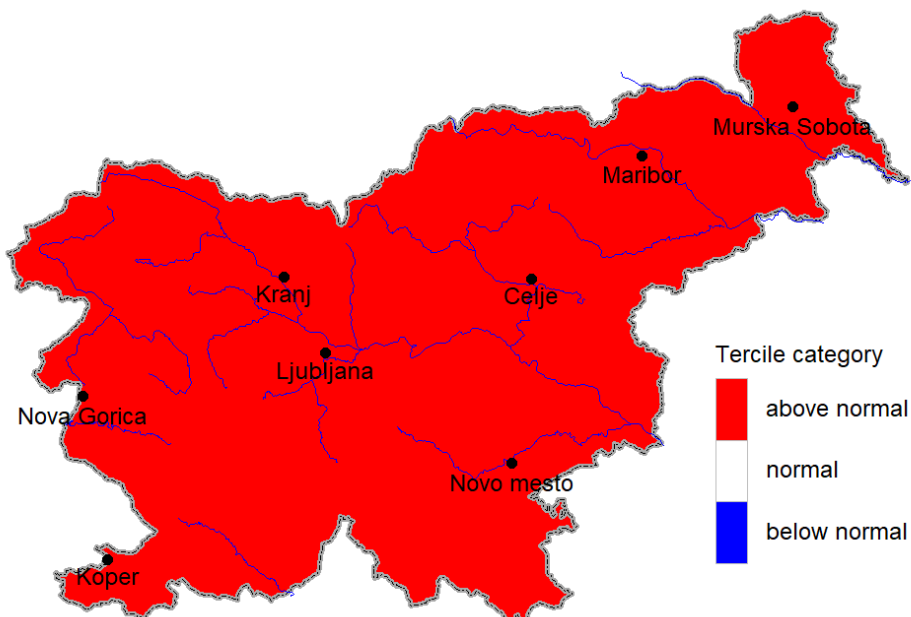 Murska Sobota
Maribor
Kranj
Celje
Ljubljana
Nova Gorica
Novo mesto
Koper
Tercile category
above normal
normal
below normal